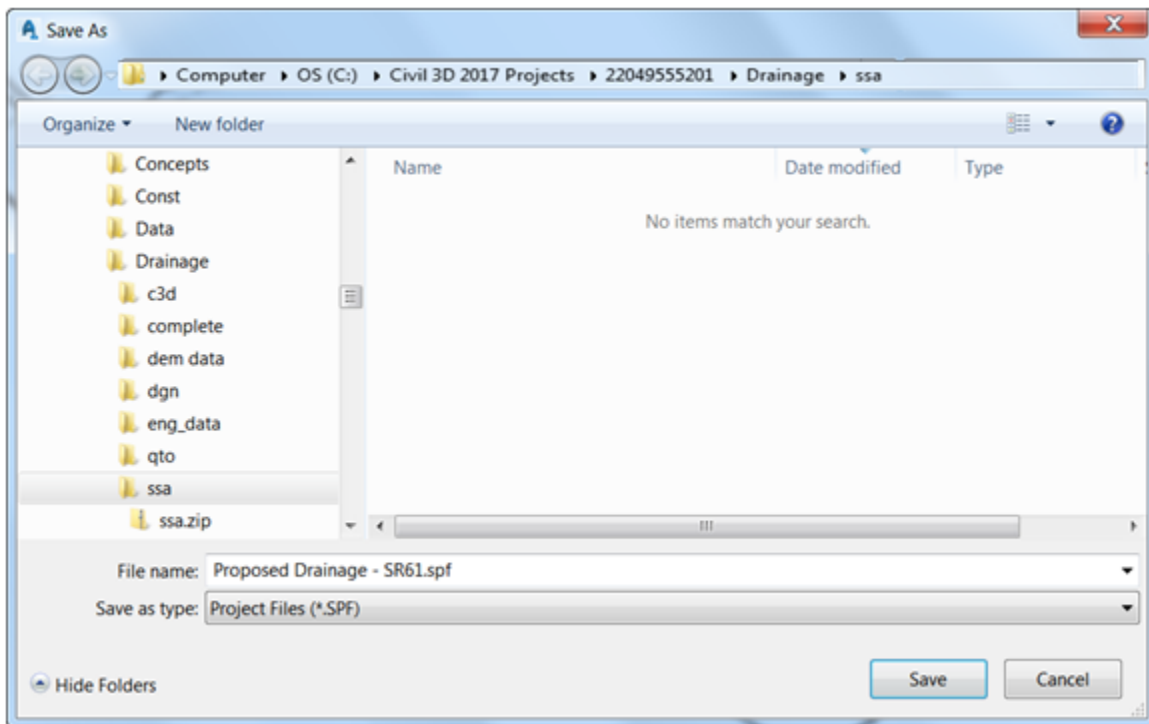 Save As
Computer ▸ OS (C:) ▸ Civil 3D 2017 Projects ▸ 22049555201 ▸ Drainage ▸ ssa
Organize New folder
Name Date modified Type
No items match your search.
Concepts
Const
Data
Drainage
c3d
complete
dem data
dgn
eng_data
qto
ssa
ssa.zip
File name: Proposed Drainage - SR61.spf
Save as type: Project Files (*.SPF)
Hide Folders Save Cancel